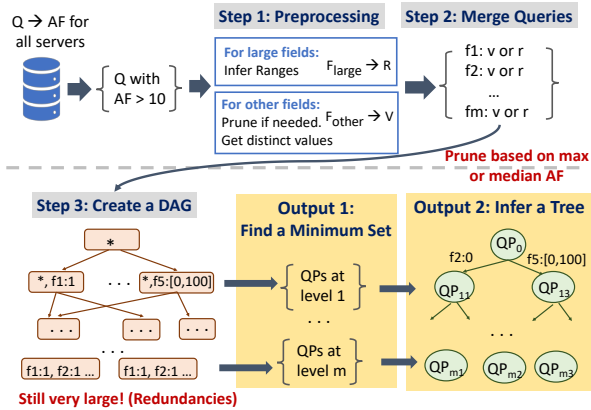 Q → AF for
all servers
Q with
AF > 10
Step 1: Preprocessing
For large fields:
Infer Ranges F_large → R
For other fields:
Prune if needed. F_other → V
Get distinct values
Step 2: Merge Queries
f1: v or r
f2: v or r
...
fm: v or r
Prune based on max
or median AF
Step 3: Create a DAG
*
*, f1:1
. . .
*,f5:[0,100]
. . .
. . .
. . .
. . .
f1:1, f2:1 ...
f1:1, f2:1 ...
Still very large! (Redundancies)
Output 1:
Find a Minimum Set
QPs at
level 1
. . .
QPs at
level m
Output 2: Infer a Tree
QP0
f2:0
f5:[0,100]
QP11
QP13
. . .
QPm1
QPm2
QPm3